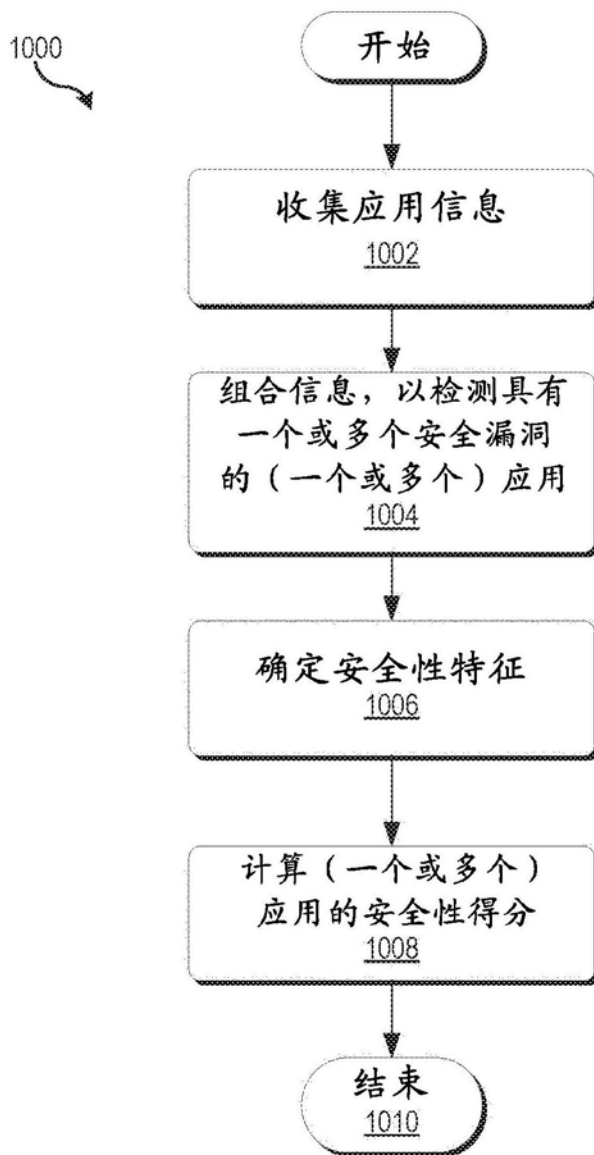 1000
开始
收集应用信息
1002
组合信息，以检测具有
一个或多个安全漏洞
的（一个或多个）应用
1004
确定安全性特征
1006
计算（一个或多个）
应用的安全性得分
1008
结束
1010